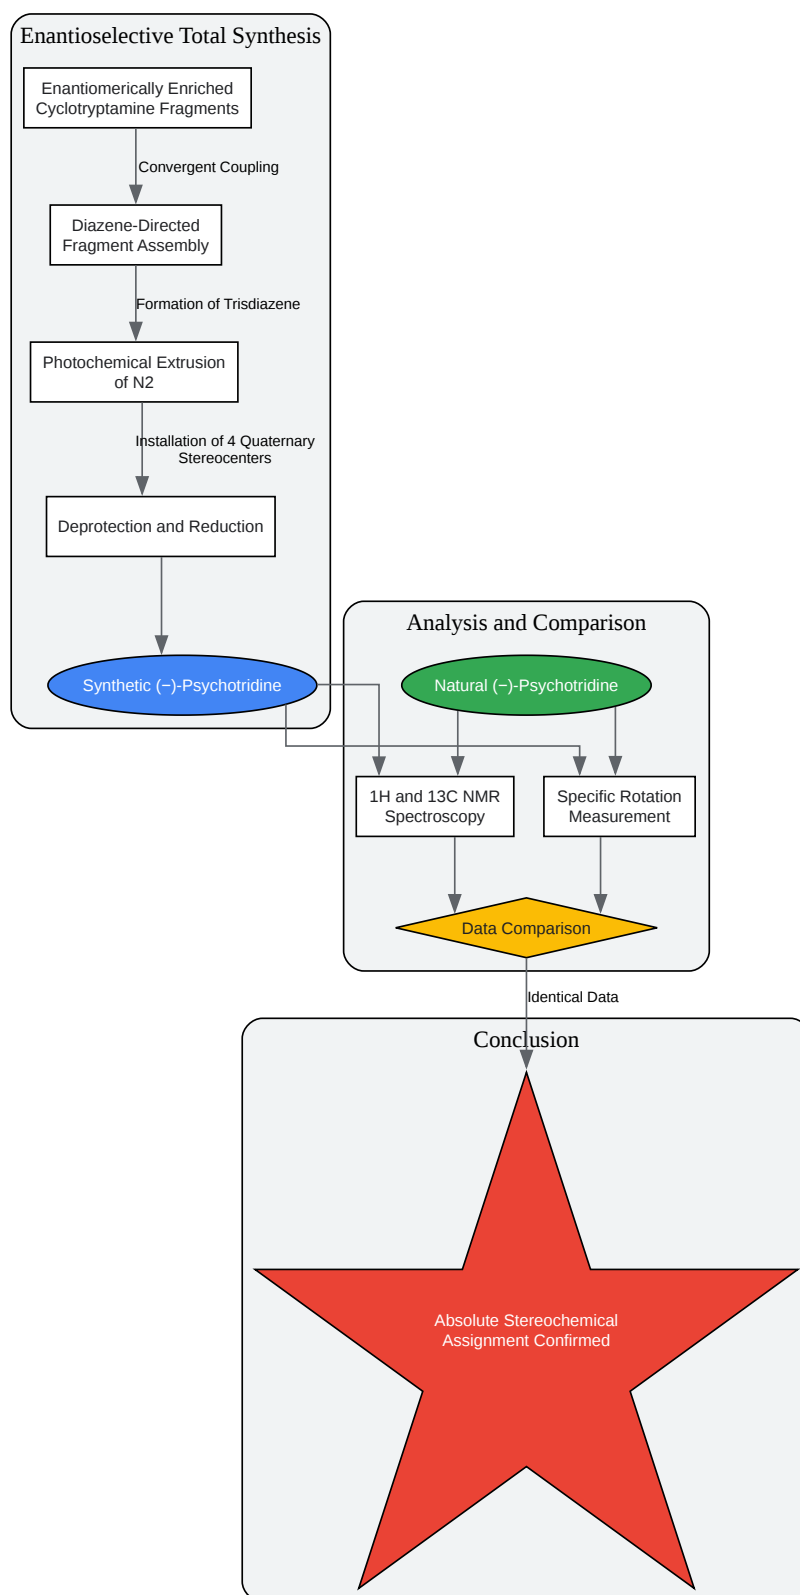 Enantioselective Total Synthesis
Enantiomerically Enriched
Cyclotryptamine Fragments
Convergent Coupling
Diazene-Directed
Fragment Assembly
Formation of Trisdiazene
Photochemical Extrusion
of N2
Installation of 4 Quaternary
Stereocenters
Deprotection and Reduction
Synthetic (−)-Psychotridine
Analysis and Comparison
Natural (−)-Psychotridine
1H and 13C NMR
Spectroscopy
Specific Rotation
Measurement
Data Comparison
Identical Data
Conclusion
Absolute Stereochemical
Assignment Confirmed